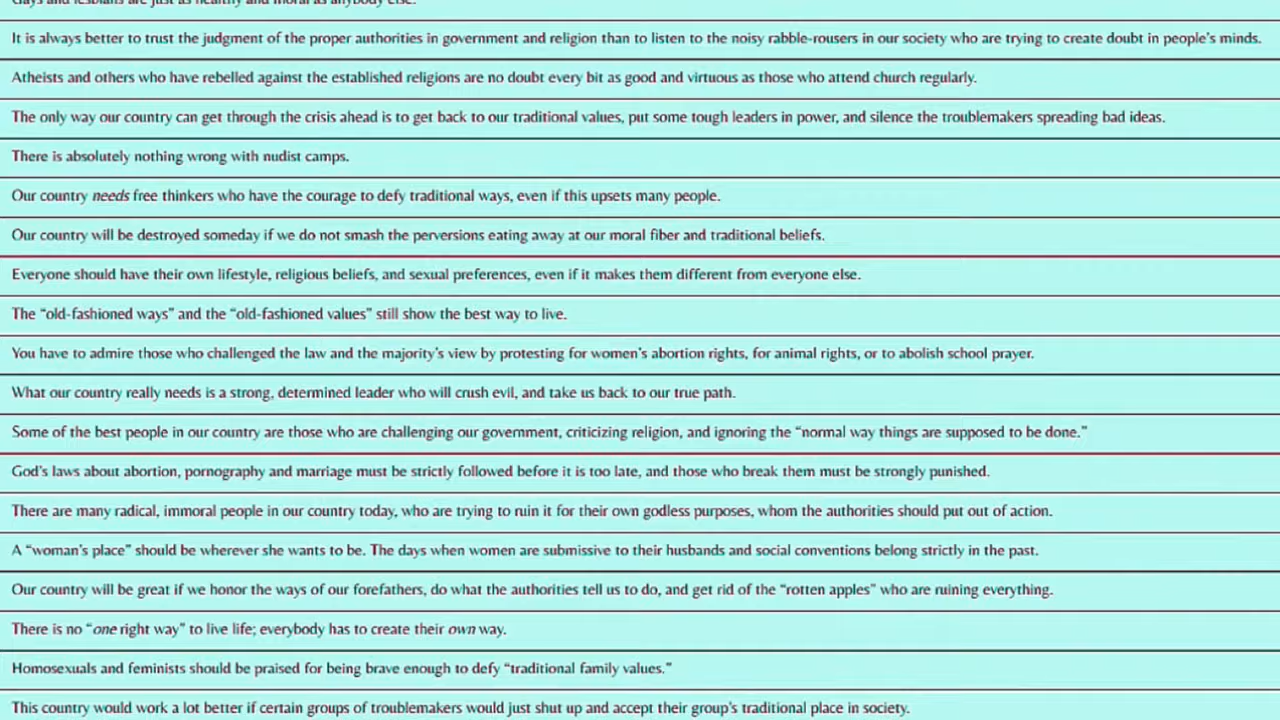 Gays and lesbians are just as healthy and moral as anybody else.
It is always better to trust the judgment of the proper authorities in government and religion than to listen to the noisy rabble-rousers in our society who are trying to create doubt in people's minds.
Atheists and others who have rebelled against the established religions are no doubt every bit as good and virtuous as those who attend church regularly.
The only way our country can get through the crisis ahead is to get back to our traditional values, put some tough leaders in power, and silence the troublemakers spreading bad ideas.
There is absolutely nothing wrong with nudist camps.
Our country needs free thinkers who have the courage to defy traditional ways, even if this upsets many people.
Our country will be destroyed someday if we do not smash the perversions eating away at our moral fiber and traditional beliefs.
Everyone should have their own lifestyle, religious beliefs, and sexual preferences, even if it makes them different from everyone else.
The “old-fashioned ways” and the “old-fashioned values” still show the best way to live.
You have to admire those who challenged the law and the majority's view by protesting for women's abortion rights, for animal rights, or to abolish school prayer.
What our country really needs is a strong, determined leader who will crush evil, and take us back to our true path.
Some of the best people in our country are those who are challenging our government, criticizing religion, and ignoring the “normal way things are supposed to be done.”
God's laws about abortion, pornography and marriage must be strictly followed before it is too late, and those who break them must be strongly punished.
There are many radical, immoral people in our country today, who are trying to ruin it for their own godless purposes, whom the authorities should put out of action.
A “woman's place” should be wherever she wants to be. The days when women are submissive to their husbands and social conventions belong strictly in the past.
Our country will be great if we honor the ways of our forefathers, do what the authorities tell us to do, and get rid of the “rotten apples” who are ruining everything.
There is no “one right way” to live life; everybody has to create their own way.
Homosexuals and feminists should be praised for being brave enough to defy “traditional family values.”
This country would work a lot better if certain groups of troublemakers would just shut up and accept their group's traditional place in society.